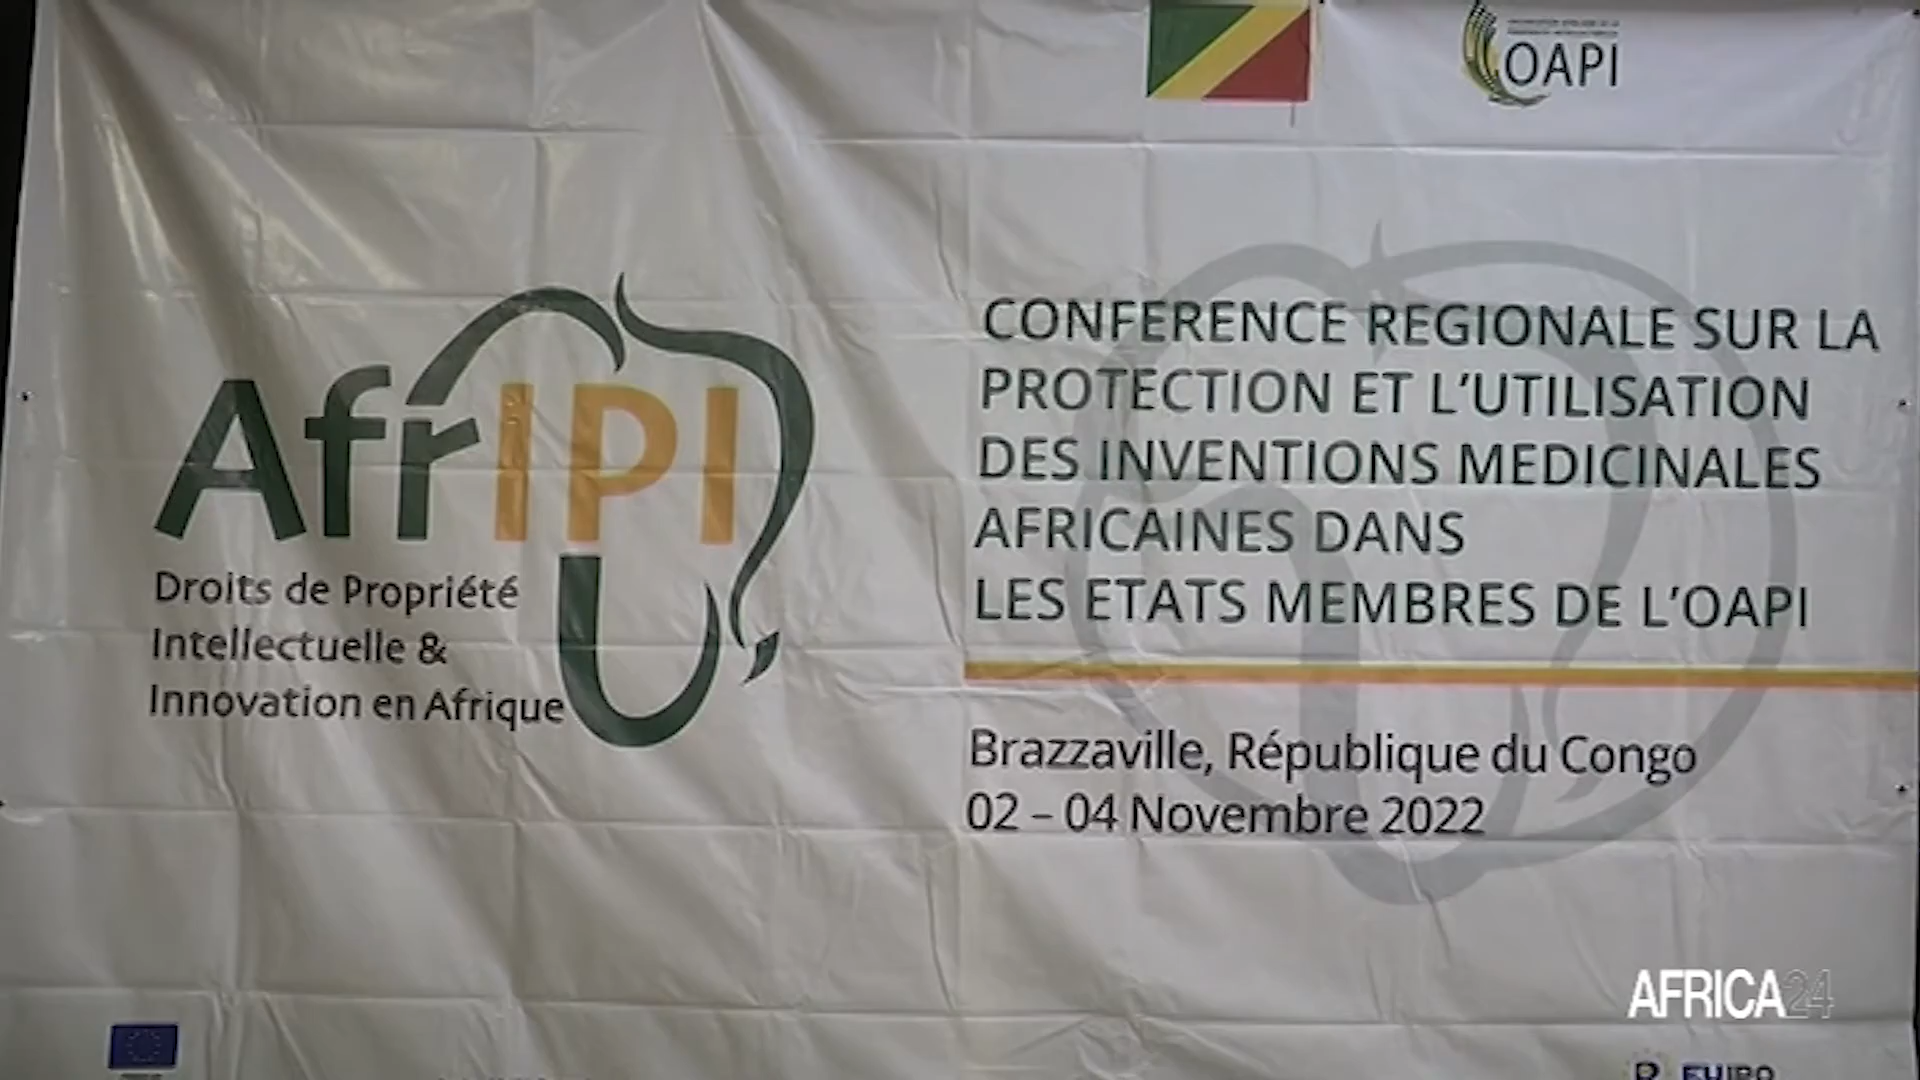 OAPI
AfrIPI
Droits de Propriété
Intellectuelle &
Innovation en Afrique
CONFERENCE REGIONALE SUR LA
PROTECTION ET L'UTILISATION
DES INVENTIONS MEDICINALES
AFRICAINES DANS
LES ETATS MEMBRES DE L'OAPI
Brazzaville, République du Congo
02 – 04 Novembre 2022
AFRICA24